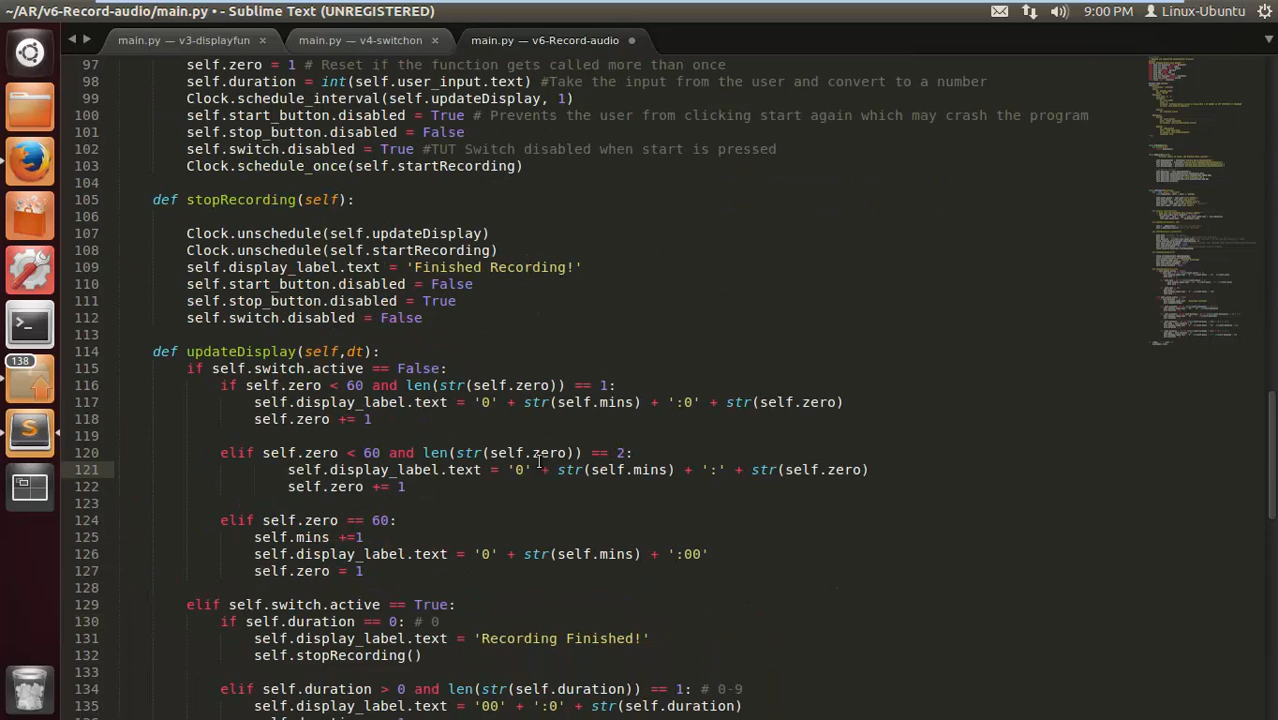 ~/AR/v6-Record-audio/main.py • - Sublime Text (UNREGISTERED)
9:00 PM
Linux-Ubuntu
main.py — v3-displayfun ×
main.py — v4-switchon ×
main.py — v6-Record-audio
138
97 self.zero = 1 # Reset if the function gets called more than once
98 self.duration = int(self.user_input.text) #Take the input from the user and convert to a number
99 Clock.schedule_interval(self.updateDisplay, 1)
100 self.start_button.disabled = True # Prevents the user from clicking start again which may crash the program
101 self.stop_button.disabled = False
102 self.switch.disabled = True #TUT Switch disabled when start is pressed
103 Clock.schedule_once(self.startRecording)
104
105 def stopRecording(self):
106
107 Clock.unschedule(self.updateDisplay)
108 Clock.unschedule(self.startRecording)
109 self.display_label.text = 'Finished Recording!'
110 self.start_button.disabled = False
111 self.stop_button.disabled = True
112 self.switch.disabled = False
113
114 def updateDisplay(self,dt):
115 if self.switch.active == False:
116 if self.zero < 60 and len(str(self.zero)) == 1:
117 self.display_label.text = '0' + str(self.mins) + ':0' + str(self.zero)
118 self.zero += 1
119
120 elif self.zero < 60 and len(str(self.zero)) == 2:
121 self.display_label.text = '0' + str(self.mins) + ':' + str(self.zero)
122 self.zero += 1
123
124 elif self.zero == 60:
125 self.mins +=1
126 self.display_label.text = '0' + str(self.mins) + ':00'
127 self.zero = 1
128
129 elif self.switch.active == True:
130 if self.duration == 0: # 0
131 self.display_label.text = 'Recording Finished!'
132 self.stopRecording()
133
134 elif self.duration > 0 and len(str(self.duration)) == 1: # 0-9
135 self.display_label.text = '00' + ':0' + str(self.duration)